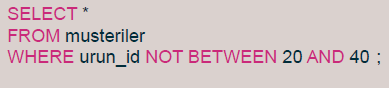 SELECT *
FROM musteriler
WHERE urun_id NOT BETWEEN 20 AND 40 ;